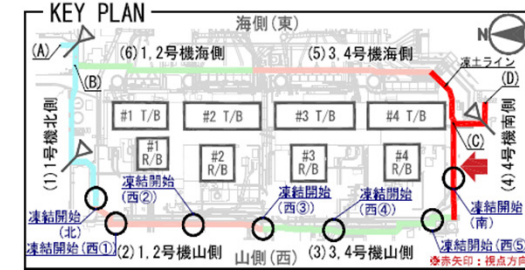 KEY PLAN
海側(東)
N
(A)
(6)1,2号機海側
(5)3,4号機海側
凍土ライン
(B)
(D)
#1 T/B
#2 T/B
#3 T/B
#4 T/B
(1)1号機北側
(C)
(4)4号機南側
#1
R/B
#2
R/B
#3
R/B
#4
R/B
凍結開始
(西②)
凍結開始
(西③)
凍結開始
(西④)
凍結開始
(南)
凍結開始
(北)
凍結開始(西①)
(2)1,2号機山側
(3)3,4号機山側
凍結開始(西⑤)
山側(西)
※赤矢印：視点方向